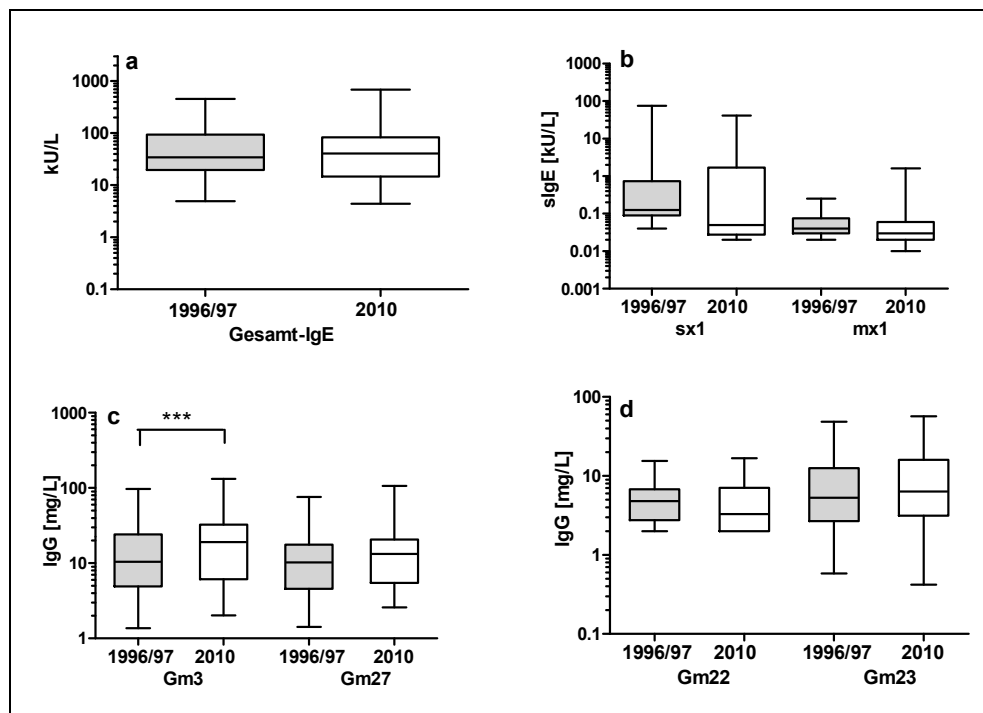 a
kU/L
1000
100
10
1
0.1
1996/97 2010
Gesamt-IgE
b
sIgE [kU/L]
1000
100
10
1
0.1
0.01
0.001
1996/97 2010 1996/97 2010
sx1 mx1
c
***
IgG [mg/L]
1000
100
10
1
1996/97 2010 1996/97 2010
Gm3 Gm27
d
IgG [mg/L]
100
10
1
0.1
1996/97 2010 1996/97 2010
Gm22 Gm23